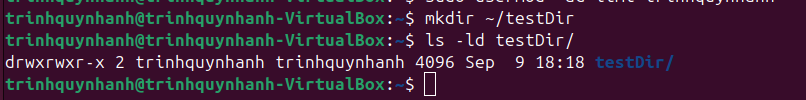 trinhquynhanh@trinhquynhanh-VirtualBox:~$ mkdir ~/testDir
trinhquynhanh@trinhquynhanh-VirtualBox:~$ ls -ld testDir/
drwxrwxr-x 2 trinhquynhanh trinhquynhanh 4096 Sep  9 18:18 testDir/
trinhquynhanh@trinhquynhanh-VirtualBox:~$